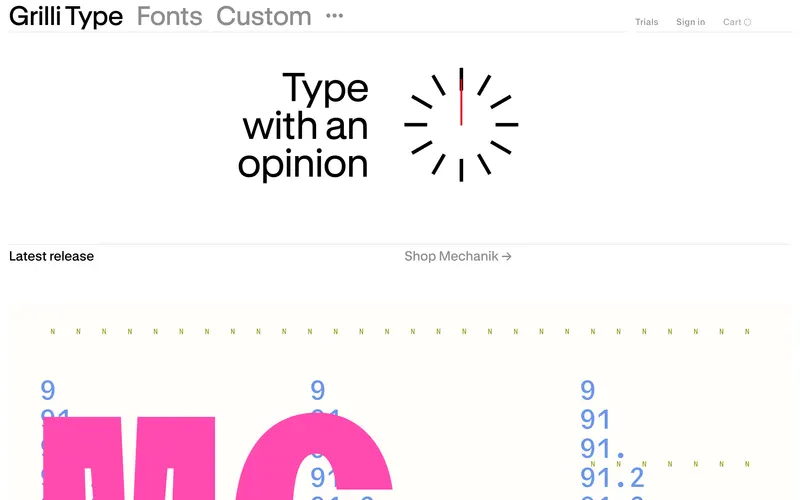 Grilli Type Fonts Custom ···
Trials Sign in Cart
Type
with an
opinion
Latest release
Shop Mechanik →
N N N N N N N N N N N N N N N N N N N N N N N N N N N N
9 9 9
91 91 91
91.
N N N N N N N
91.2